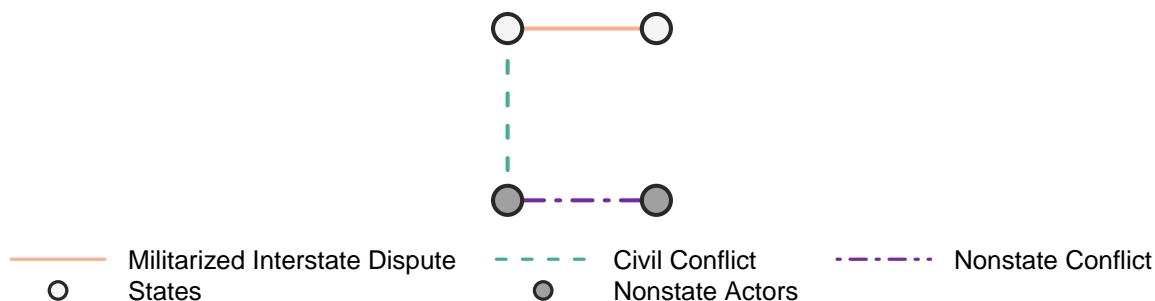 Militarized Interstate Dispute Civil Conflict Nonstate Conflict
States Nonstate Actors